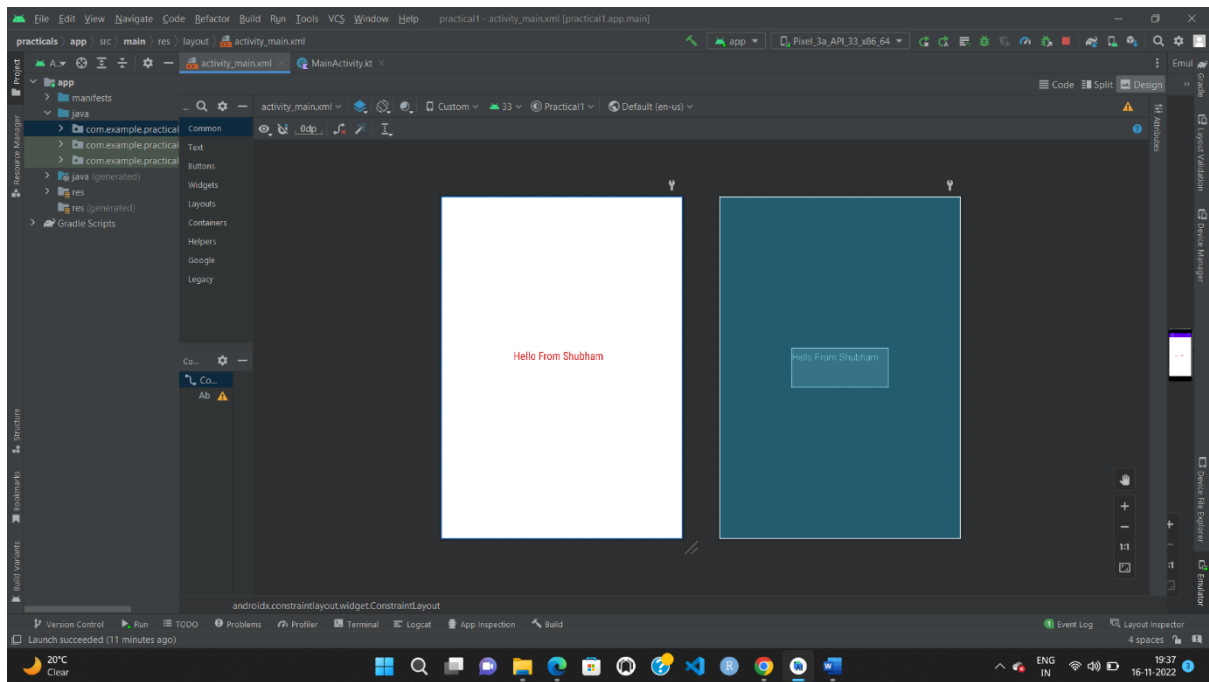 File Edit View Navigate Code Refactor Build Run Tools VCS Window Help practical1 - activity_main.xml [practical1.app.main]
practicals app src main res layout activity_main.xml app Pixel_3a_API_33_x86_64
A... activity_main.xml MainActivity.kt Emul
app Code Split Design
manifests
java
com.example.practical
com.example.practical
com.example.practical
java (generated)
res
res (generated)
Gradle Scripts
activity_main.xml Custom 33 Practical1 Default (en-us)
0dp
Common
Text
Buttons
Widgets
Layouts
Containers
Helpers
Google
Legacy
Co...
Co...
Ab
Hello From Shubham
Hello From Shubham
1:1
androidx.constraintlayout.widget.ConstraintLayout
Project
Resource Manager
Structure
Bookmarks
Build Variants
Attributes
Gradle
Layout Validation
Device Manager
Device File Explorer
Emulator
Version Control Run TODO Problems Profiler Terminal Logcat App Inspection Build 1 Event Log Layout Inspector
Launch succeeded (11 minutes ago) 4 spaces
20°C
Clear
R
W
ENG
IN
19:37
16-11-2022
3